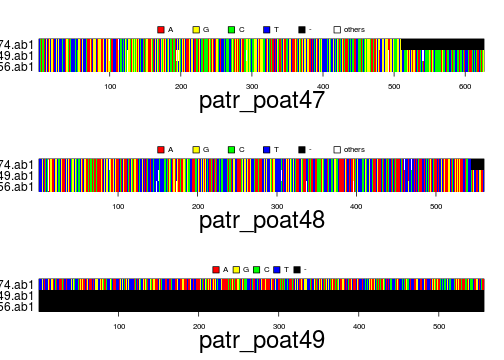 A G C T - others
74.ab1
49.ab1
56.ab1
100 200 300 400 500 600
patr_poat47
A G C T - others
74.ab1
49.ab1
56.ab1
100 200 300 400 500
patr_poat48
A G C T -
74.ab1
49.ab1
56.ab1
100 200 300 400 500
patr_poat49